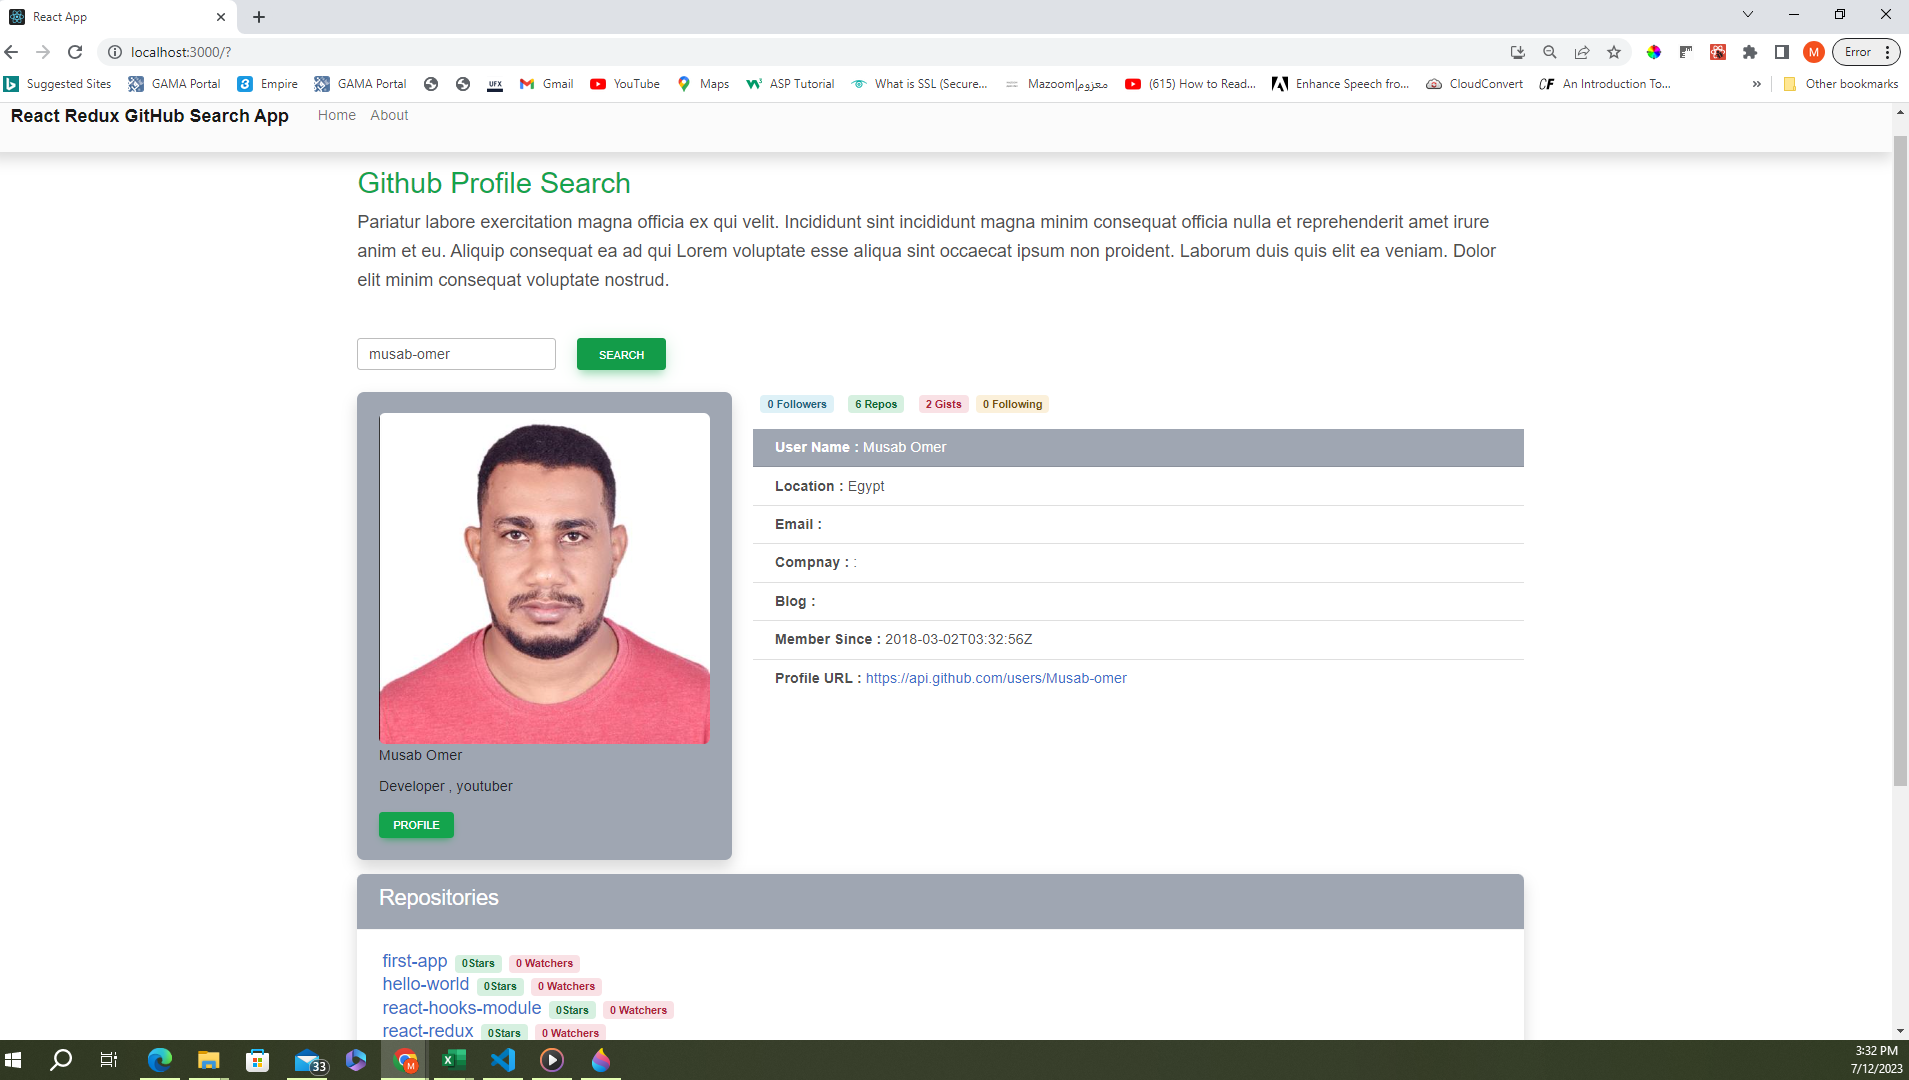 React App
localhost:3000/?
Error
Suggested Sites
GAMA Portal
Empire
GAMA Portal
UFX
Gmail
YouTube
Maps
ASP Tutorial
What is SSL (Secure...
Mazoom|معزوم
(615) How to Read...
Enhance Speech fro...
CloudConvert
CF An Introduction To...
»
Other bookmarks
React Redux GitHub Search App Home About
Github Profile Search
Pariatur labore exercitation magna officia ex qui velit. Incididunt sint incididunt magna minim consequat officia nulla et reprehenderit amet irure
anim et eu. Aliquip consequat ea ad qui Lorem voluptate esse aliqua sint occaecat ipsum non proident. Laborum duis quis elit ea veniam. Dolor
elit minim consequat voluptate nostrud.
musab-omer SEARCH
0 Followers 6 Repos 2 Gists 0 Following
User Name : Musab Omer
Location : Egypt
Email :
Compnay : :
Blog :
Member Since : 2018-03-02T03:32:56Z
Profile URL : https://api.github.com/users/Musab-omer
Musab Omer
Developer , youtuber
PROFILE
Repositories
first-app 0Stars 0 Watchers
hello-world 0Stars 0 Watchers
react-hooks-module 0Stars 0 Watchers
react-redux 0Stars 0 Watchers
33
M
3:32 PM
7/12/2023